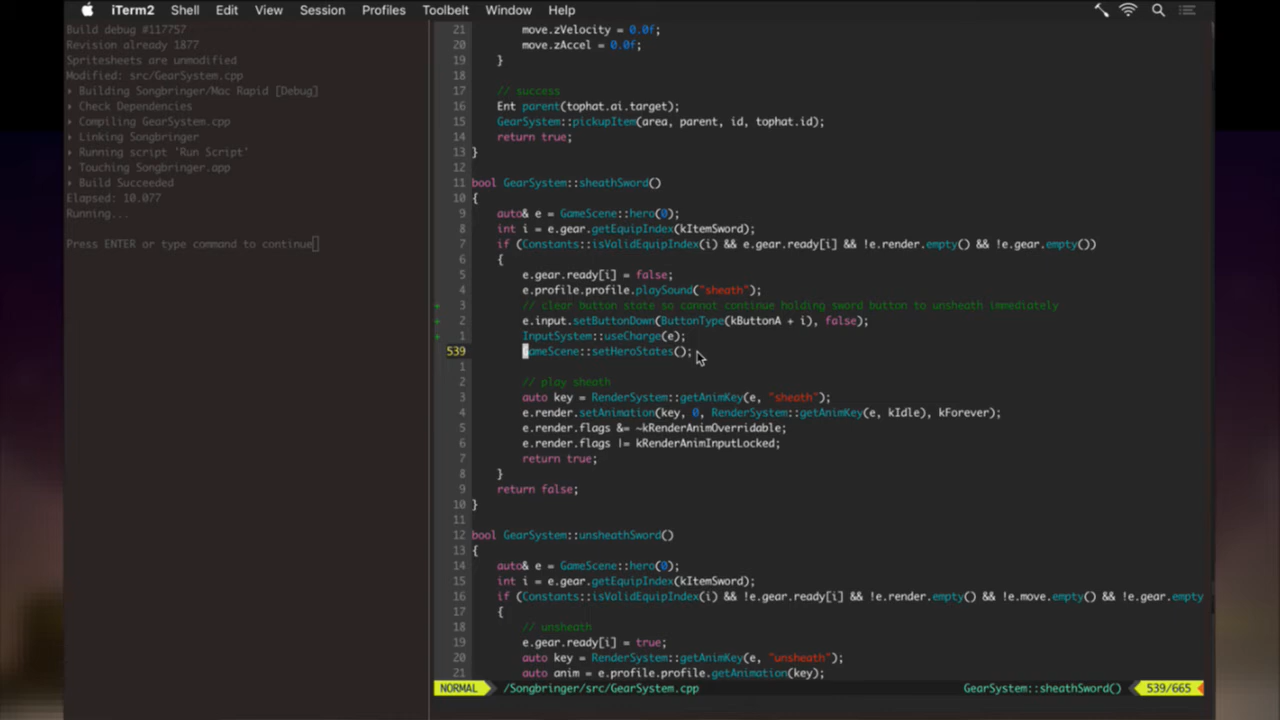 iTerm2 Shell Edit View Session Profiles Toolbelt Window Help
Build debug #117757
Revision already 1877
Spritesheets are unmodified
Modified: src/GearSystem.cpp
▸ Building Songbringer/Mac Rapid [Debug]
▸ Check Dependencies
▸ Compiling GearSystem.cpp
▸ Linking Songbringer
▸ Running script 'Run Script'
▸ Touching Songbringer.app
▸ Build Succeeded
Elapsed: 10.077
Running...
Press ENTER or type command to continue
21 move.zVelocity = 0.0f;
20 move.zAccel = 0.0f;
19 }
18
17 // success
16 Ent parent(tophat.ai.target);
15 GearSystem::pickupItem(area, parent, id, tophat.id);
14 return true;
13 }
12
11 bool GearSystem::sheathSword()
10 {
9 auto& e = GameScene::hero(0);
8 int i = e.gear.getEquipIndex(kItemSword);
7 if (Constants::isValidEquipIndex(i) && e.gear.ready[i] && !e.render.empty() && !e.gear.empty())
6 {
5 e.gear.ready[i] = false;
4 e.profile.profile.playSound("sheath");
+ 3 // clear button state so cannot continue holding sword button to unsheath immediately
+ 2 e.input.setButtonDown(ButtonType(kButtonA + i), false);
+ 1 InputSystem::useCharge(e);
539 GameScene::setHeroStates();
1
2 // play sheath
3 auto key = RenderSystem::getAnimKey(e, "sheath");
4 e.render.setAnimation(key, 0, RenderSystem::getAnimKey(e, kIdle), kForever);
5 e.render.flags &= ~kRenderAnimOverridable;
6 e.render.flags |= kRenderAnimInputLocked;
7 return true;
8 }
9 return false;
10 }
11
12 bool GearSystem::unsheathSword()
13 {
14 auto& e = GameScene::hero(0);
15 int i = e.gear.getEquipIndex(kItemSword);
16 if (Constants::isValidEquipIndex(i) && !e.gear.ready[i] && !e.render.empty() && !e.move.empty() && !e.gear.empty
17 {
18 // unsheath
19 e.gear.ready[i] = true;
20 auto key = RenderSystem::getAnimKey(e, "unsheath");
21 auto anim = e.profile.profile.getAnimation(key);
NORMAL /Songbringer/src/GearSystem.cpp GearSystem::sheathSword() 539/665